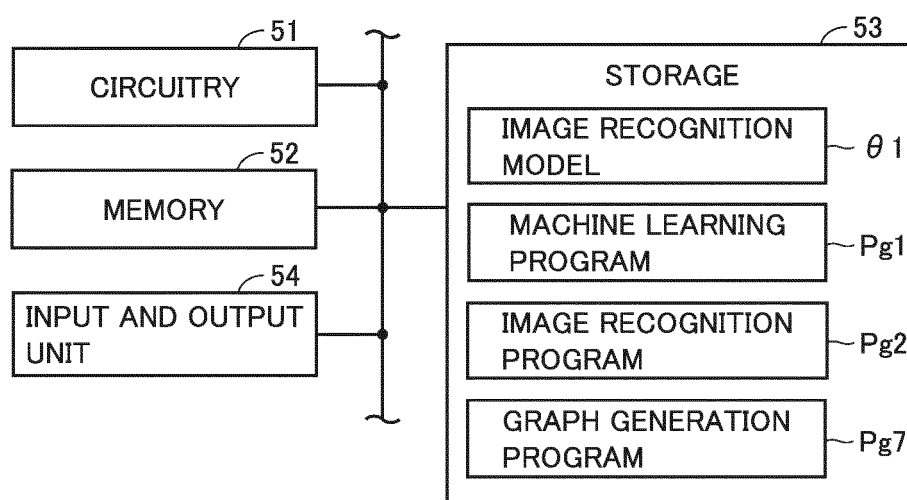 51
CIRCUITRY
52
MEMORY
54
INPUT AND OUTPUT
UNIT
53
STORAGE
IMAGE RECOGNITION
MODEL
θ1
MACHINE LEARNING
PROGRAM
Pg1
IMAGE RECOGNITION
PROGRAM
Pg2
GRAPH GENERATION
PROGRAM
Pg7